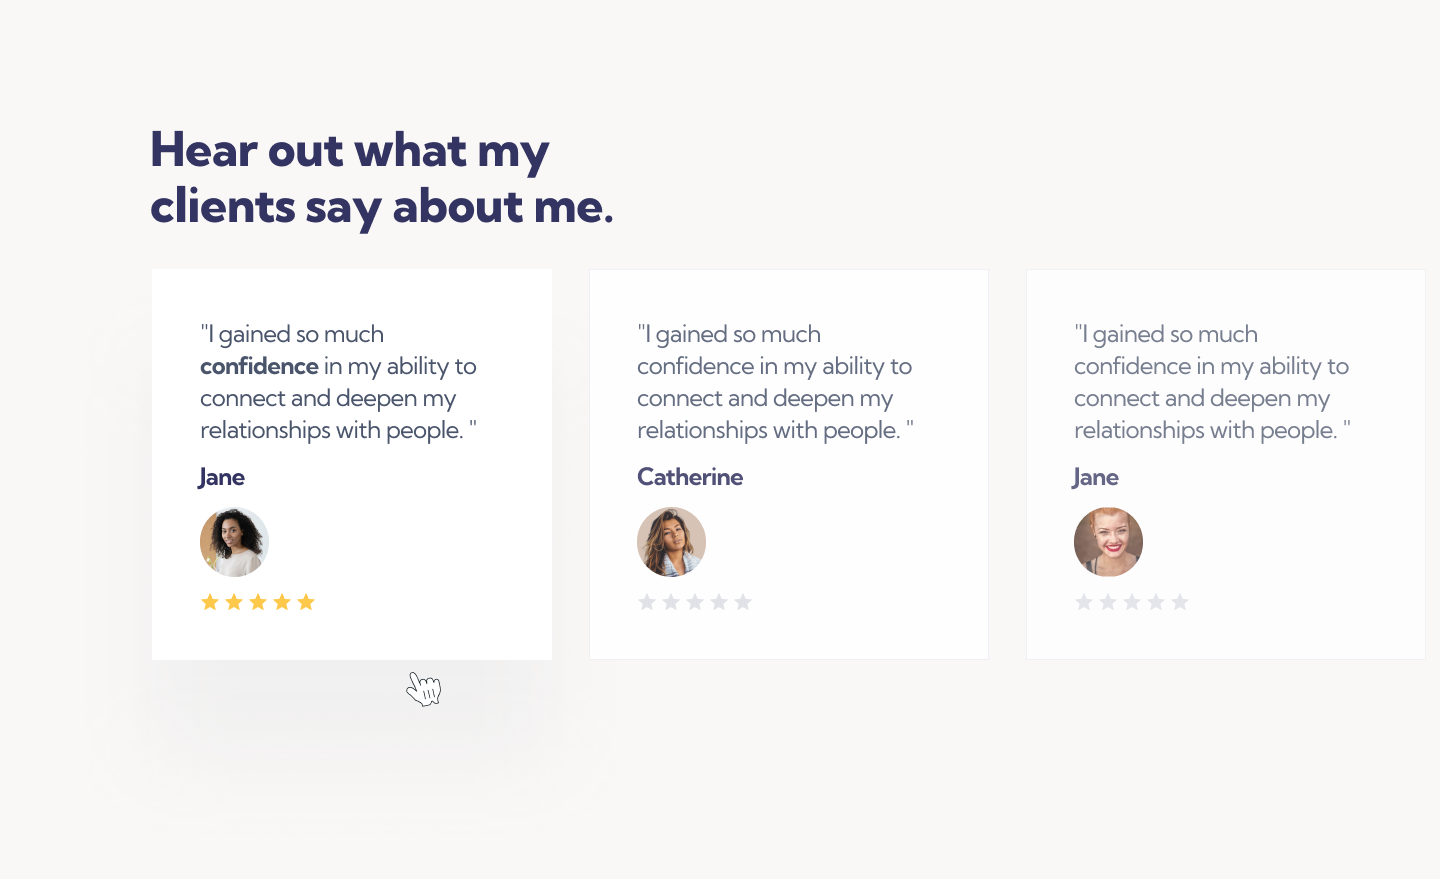 Hear out what my
clients say about me.
"I gained so much
confidence in my ability to
connect and deepen my
relationships with people. "
Jane
"I gained so much
confidence in my ability to
connect and deepen my
relationships with people. "
Catherine
"I gained so much
confidence in my ability to
connect and deepen my
relationships with people. "
Jane